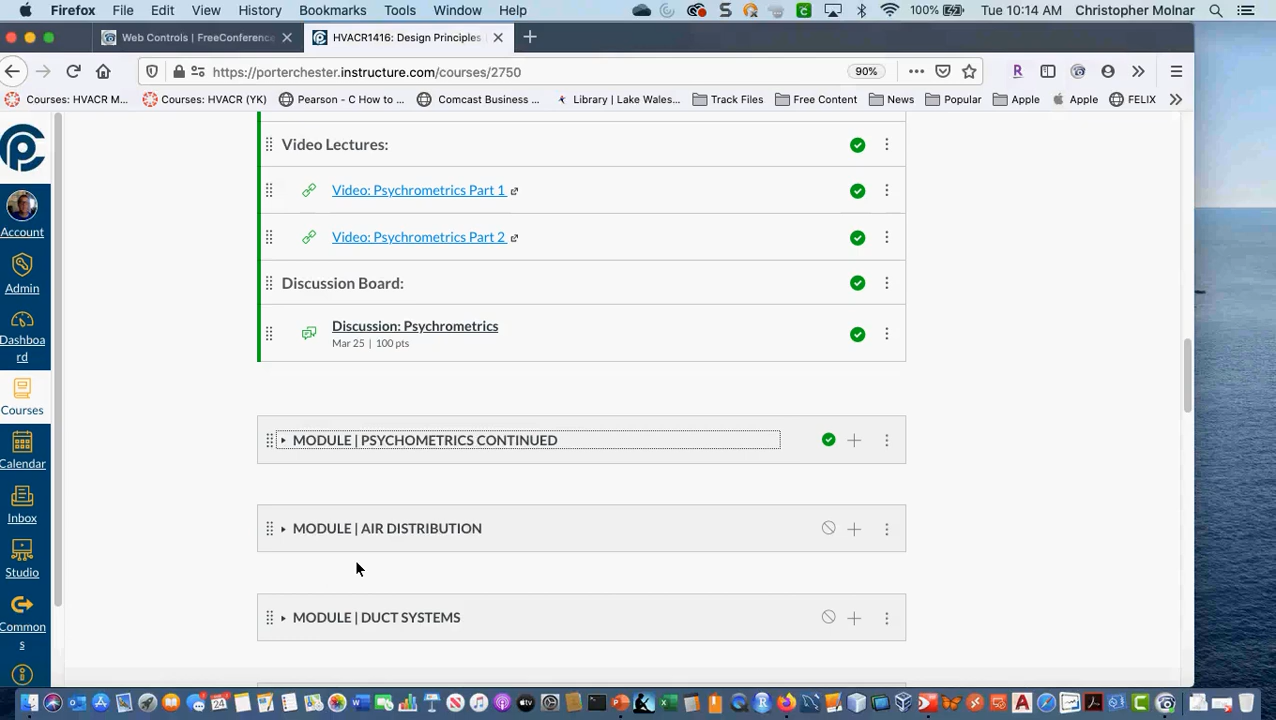 Firefox File Edit View History Bookmarks Tools Window Help 100% Tue 10:14 AM Christopher Molnar
Web Controls | FreeConference
HVACR1416: Design Principles
https://porterchester.instructure.com/courses/2750
90%
Courses: HVACR M...
Courses: HVACR (YK)
Pearson - C How to ...
Comcast Business ...
Library | Lake Wales...
Track Files
Free Content
News
Popular
Apple
Apple
FELIX
Account
Admin
Dashboa
rd
Courses
Calendar
Inbox
Studio
Common
s
Video Lectures:
Video: Psychrometrics Part 1
Video: Psychrometrics Part 2
Discussion Board:
Discussion: Psychrometrics
Mar 25 | 100 pts
MODULE | PSYCHOMETRICS CONTINUED
MODULE | AIR DISTRIBUTION
MODULE | DUCT SYSTEMS